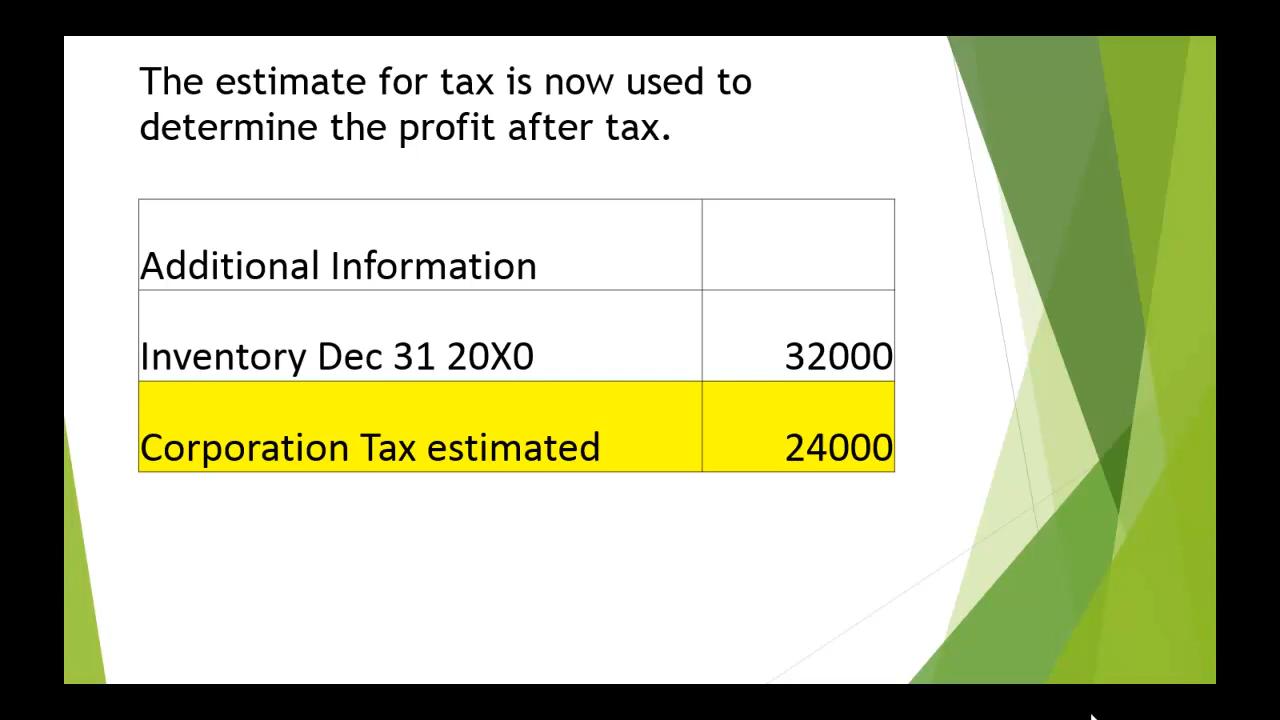 The estimate for tax is now used to
determine the profit after tax.
Additional Information
Inventory Dec 31 20X0 32000
Corporation Tax estimated 24000